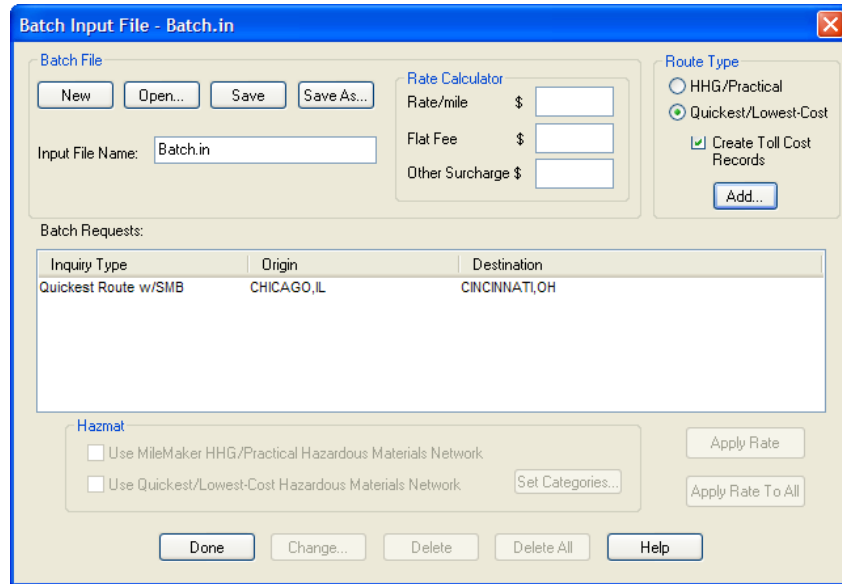 Batch Input File - Batch.in
Batch File
New
Open...
Save
Save As...
Input File Name:
Batch.in
Rate Calculator
Rate/mile $
Flat Fee $
Other Surcharge $
Route Type
HHG/Practical
Quickest/Lowest-Cost
Create Toll Cost
Records
Add...
Batch Requests:
Inquiry Type Origin Destination
Quickest Route w/SMB CHICAGO,IL CINCINNATI,OH
Hazmat
Use MileMaker HHG/Practical Hazardous Materials Network
Use Quickest/Lowest-Cost Hazardous Materials Network
Set Categories...
Apply Rate
Apply Rate To All
Done
Change...
Delete
Delete All
Help